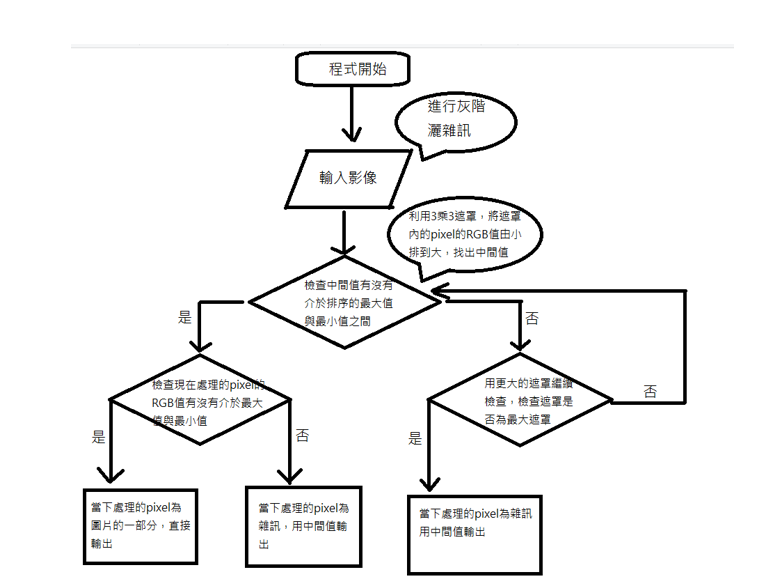 程式開始
進行灰階
灑雜訊
輸入影像
利用3乘3遮罩，將遮罩
內的pixel的RGB值由小
排到大，找出中間值
檢查中間值有沒有
介於排序的最大值
與最小值之間
是
否
檢查現在處理的pixel的
RGB值有沒有介於最大
值與最小值
用更大的遮罩繼續
檢查，檢查遮罩是
否為最大遮罩
否
是
否
是
當下處理的pixel為
圖片的一部分，直接
輸出
當下處理的pixel為
雜訊，用中間值輸
出
當下處理的pixel為雜訊
用中間值輸出